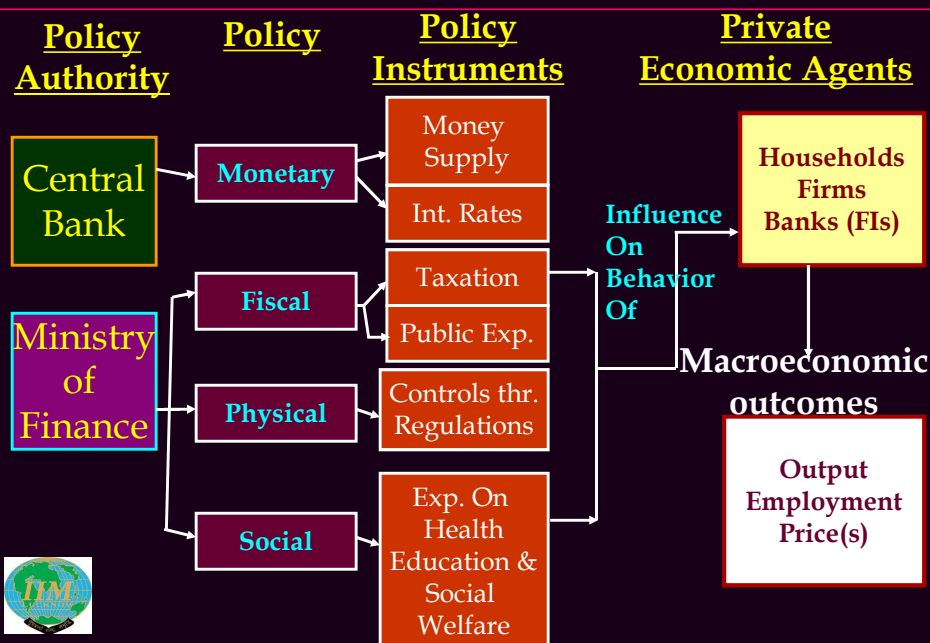 Policy
Authority
Policy
Policy
Instruments
Private
Economic Agents
Central
Bank
Monetary
Money
Supply
Int. Rates
Households
Firms
Banks (FIs)
Influence
On
Behavior
Of
Ministry
of
Finance
Fiscal
Taxation
Public Exp.
Physical
Controls thr.
Regulations
Social
Exp. On
Health
Education &
Social
Welfare
Macroeconomic
outcomes
Output
Employment
Price(s)
IIM